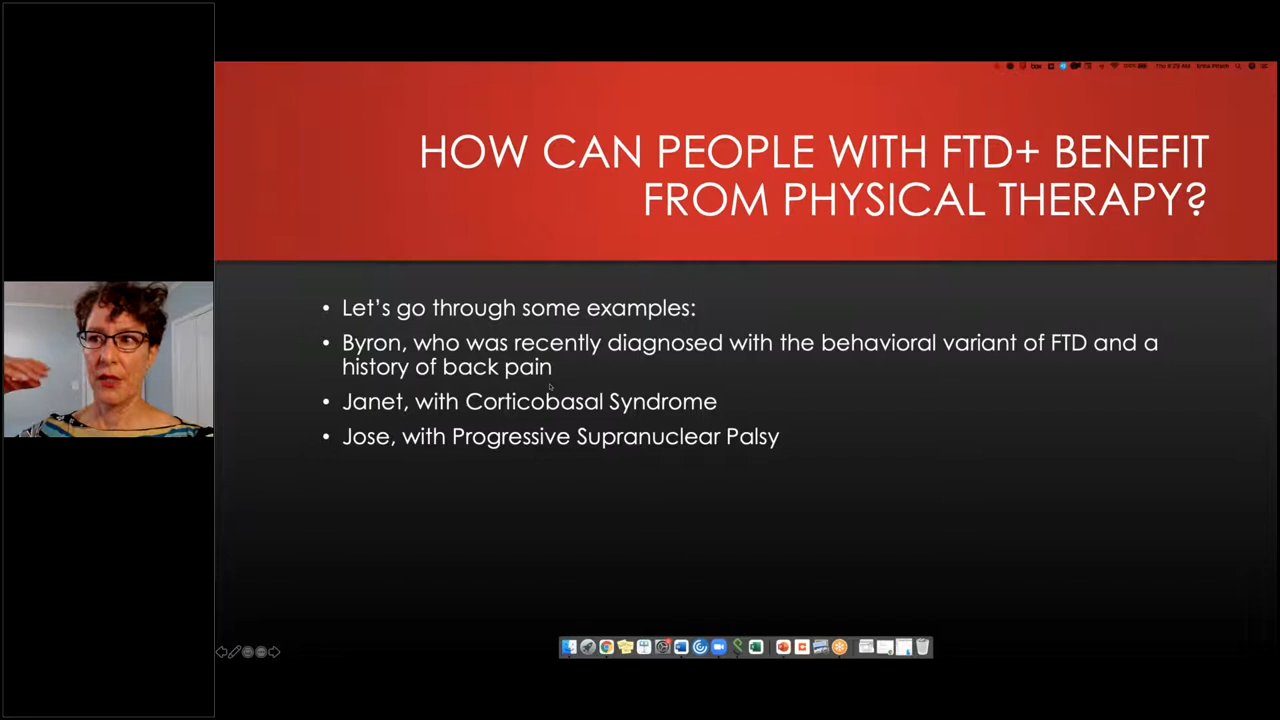 HOW CAN PEOPLE WITH FTD+ BENEFIT
FROM PHYSICAL THERAPY?
• Let's go through some examples:
• Byron, who was recently diagnosed with the behavioral variant of FTD and a
history of back pain
• Janet, with Corticobasal Syndrome
• Jose, with Progressive Supranuclear Palsy